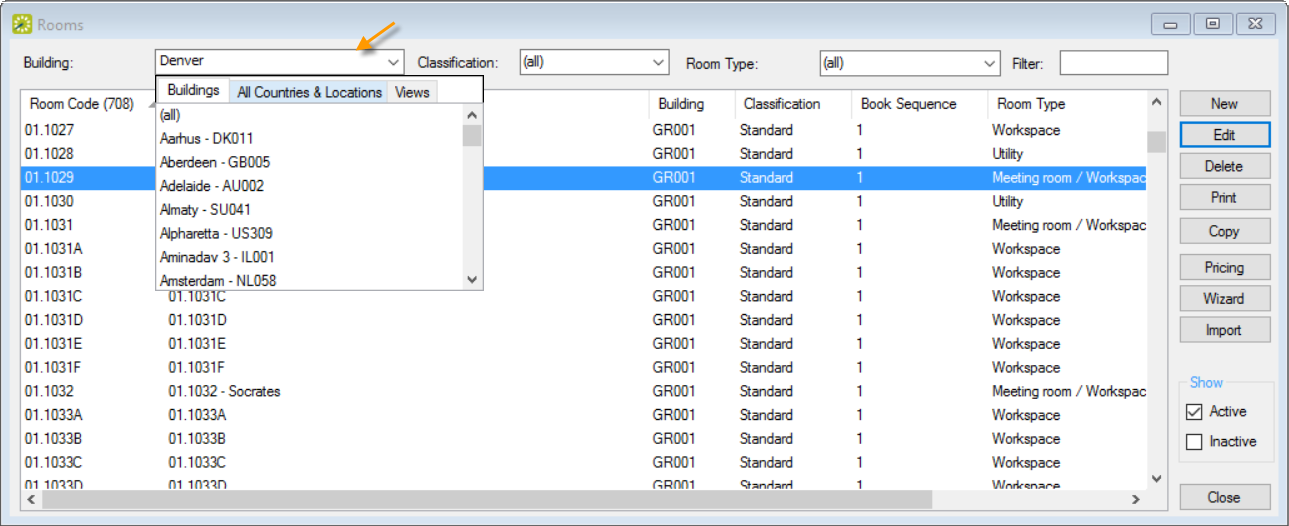 Rooms
Building: Denver Classification: (all) Room Type: (all) Filter:
Buildings All Countries & Locations Views
(all)
Aarhus - DK011
Aberdeen - GB005
Adelaide - AU002
Almaty - SU041
Alpharetta - US309
Aminadav 3 - IL001
Amsterdam - NL058
Room Code (708) Building Classification Book Sequence Room Type
01.1027 GR001 Standard 1 Workspace
01.1028 GR001 Standard 1 Utility
01.1029 GR001 Standard 1 Meeting room / Workspac
01.1030 GR001 Standard 1 Utility
01.1031 GR001 Standard 1 Meeting room / Workspac
01.1031A GR001 Standard 1 Workspace
01.1031B GR001 Standard 1 Workspace
01.1031C 01.1031C GR001 Standard 1 Workspace
01.1031D 01.1031D GR001 Standard 1 Workspace
01.1031E 01.1031E GR001 Standard 1 Workspace
01.1031F 01.1031F GR001 Standard 1 Workspace
01.1032 01.1032 - Socrates GR001 Standard 1 Meeting room / Workspac
01.1033A 01.1033A GR001 Standard 1 Workspace
01.1033B 01.1033B GR001 Standard 1 Workspace
01.1033C 01.1033C GR001 Standard 1 Workspace
01.1033D 01.1033D GR001 Standard 1 Workspace
New
Edit
Delete
Print
Copy
Pricing
Wizard
Import
Show
Active
Inactive
Close